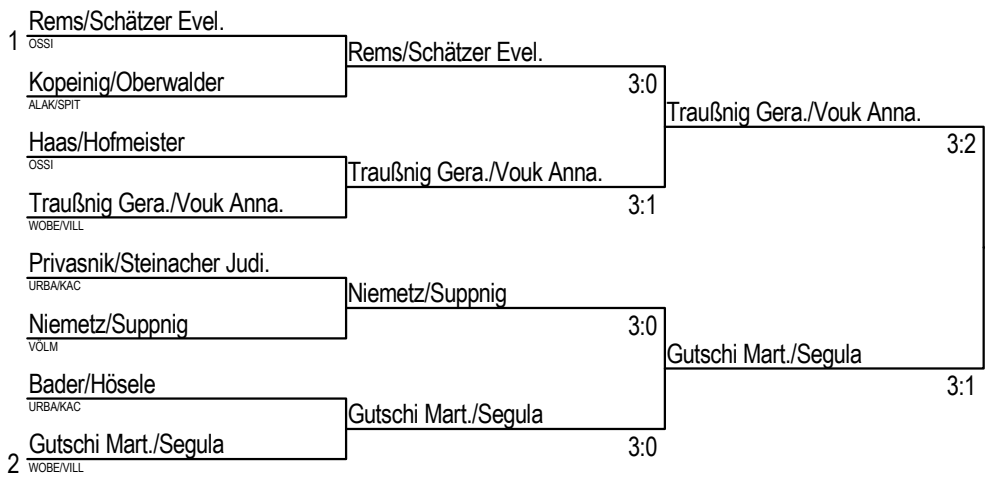 Rems/Schätzer Evel.
1
OSSI
Rems/Schätzer Evel.
Kopeinig/Oberwalder
3:0
ALAK/SPIT
Traußnig Gera./Vouk Anna.
Haas/Hofmeister
3:2
OSSI
Traußnig Gera./Vouk Anna.
Traußnig Gera./Vouk Anna.
3:1
WOBE/VILL
Privasnik/Steinacher Judi.
URBA/KAC
Niemetz/Suppnig
Niemetz/Suppnig
3:0
VÖLM
Gutschi Mart./Segula
Bader/Hösele
3:1
URBA/KAC
Gutschi Mart./Segula
Gutschi Mart./Segula
3:0
2
WOBE/VILL